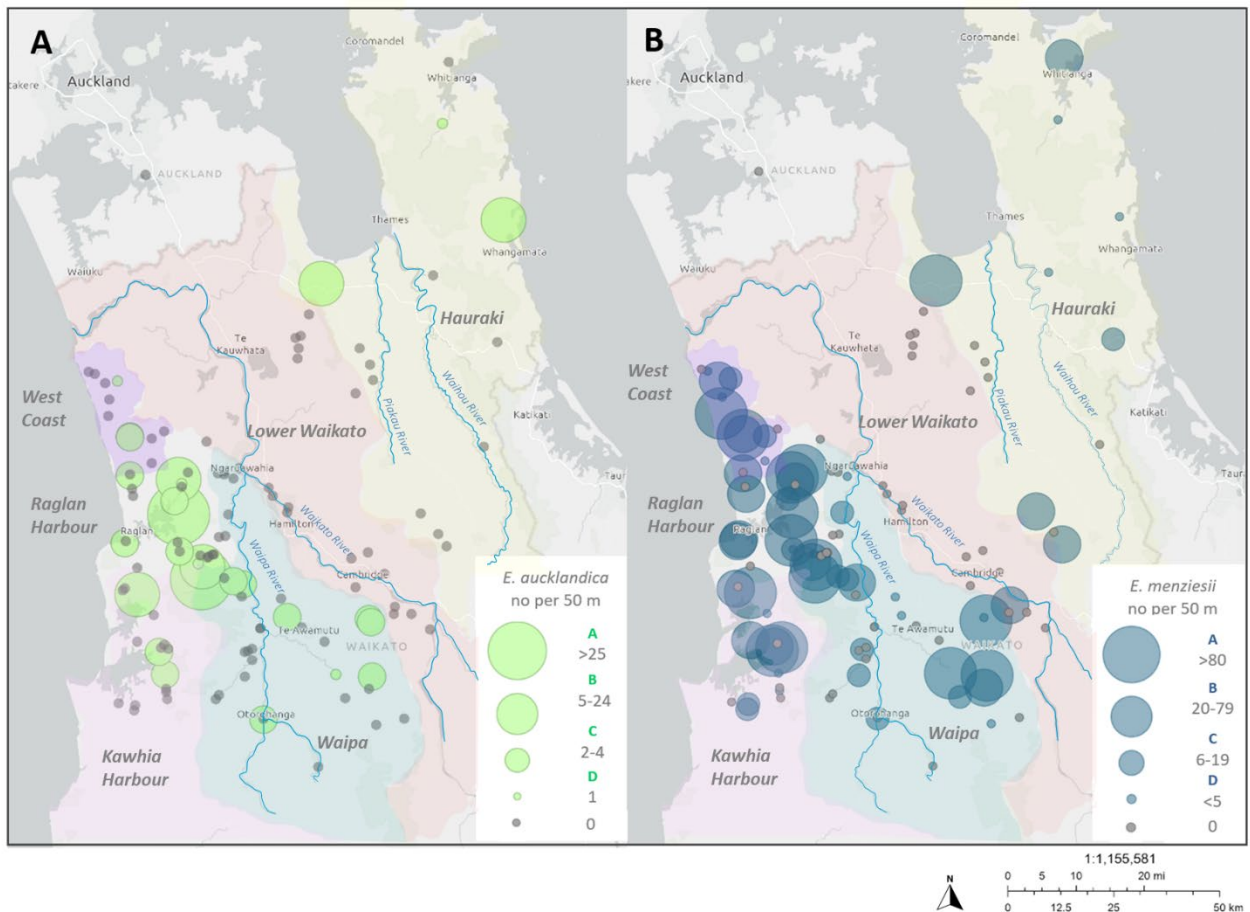 A
Coromandel
Auckland
Whitianga
AUCKLAND
Thames
Whangamata
Waiuku
Hauraki
Te
Kauwhata
West
Coast
Piakau River
Waihou River
Katikati
Lower Waikato
Ngaruawahia
Raglan
Harbour
Raglan
Hamilton
Waikato River
Waipa River
Cambridge
Te Awamutu
WAIKATO
Otorohanga
Waipa
Kawhia
Harbour
E. aucklandica
no per 50 m
A
>25
B
5-24
C
2-4
D
1
0
B
Coromandel
Auckland
Whitianga
AUCKLAND
Thames
Whangamata
Waiuku
Hauraki
Te
Kauwhata
West
Coast
Piakau River
Waihou River
Katikati
Lower Waikato
Ngaruawahia
Raglan
Harbour
Raglan
Hamilton
Waikato River
Waipa River
Cambridge
Te Awamutu
WAIKATO
Otorohanga
Waipa
Kawhia
Harbour
E. menziesii
no per 50 m
A
>80
B
20-79
C
6-19
D
<5
0
1:1,155,581
N
0 5 10 20 mi
0 12.5 25 50 km